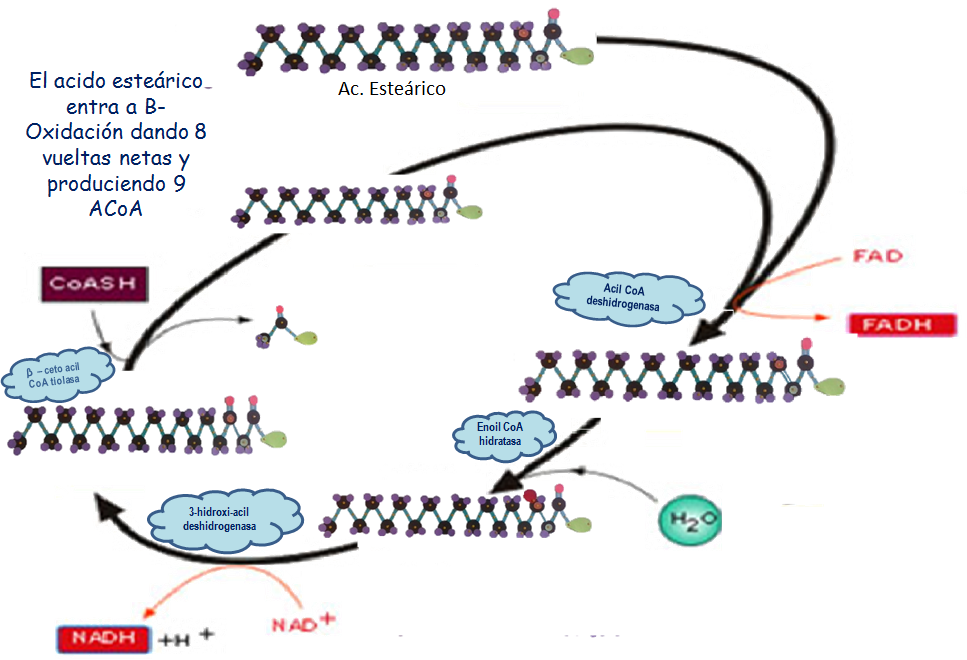 El acido esteárico
entra a B-
Oxidación dando 8
vueltas netas y
produciendo 9
ACoA
Ac. Esteárico
CoASH
FAD
Acil CoA
deshidrogenasa
FADH
β – ceto acil
CoA tiolasa
Enoil CoA
hidratasa
3-hidroxi-acil
deshidrogenasa
H2O
NAD+
NADH +H +